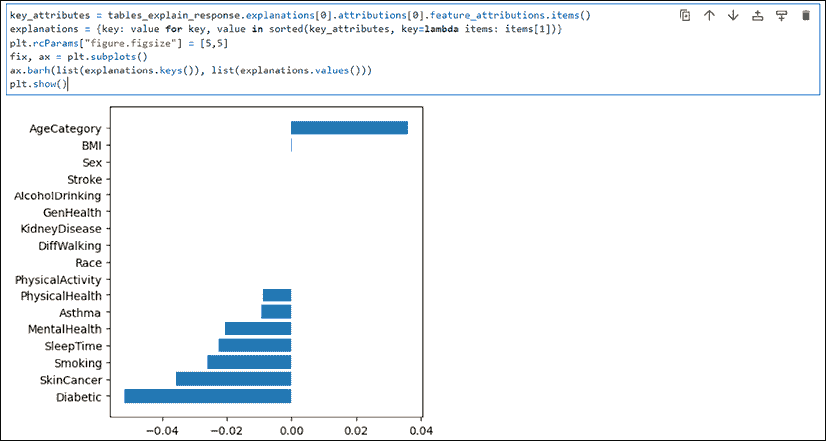 key_attributes = tables_explain_response.explanations[0].attributions[0].feature_attributions.items()
explanations = {key: value for key, value in sorted(key_attributes, key=lambda items: items[1])}
plt.rcParams["figure.figsize"] = [5,5]
fix, ax = plt.subplots()
ax.barh(list(explanations.keys()), list(explanations.values()))
plt.show()
AgeCategory
BMI
Sex
Stroke
AlcoholDrinking
GenHealth
KidneyDisease
DiffWalking
Race
PhysicalActivity
PhysicalHealth
Asthma
MentalHealth
SleepTime
Smoking
SkinCancer
Diabetic
−0.04 −0.02 0.00 0.02 0.04